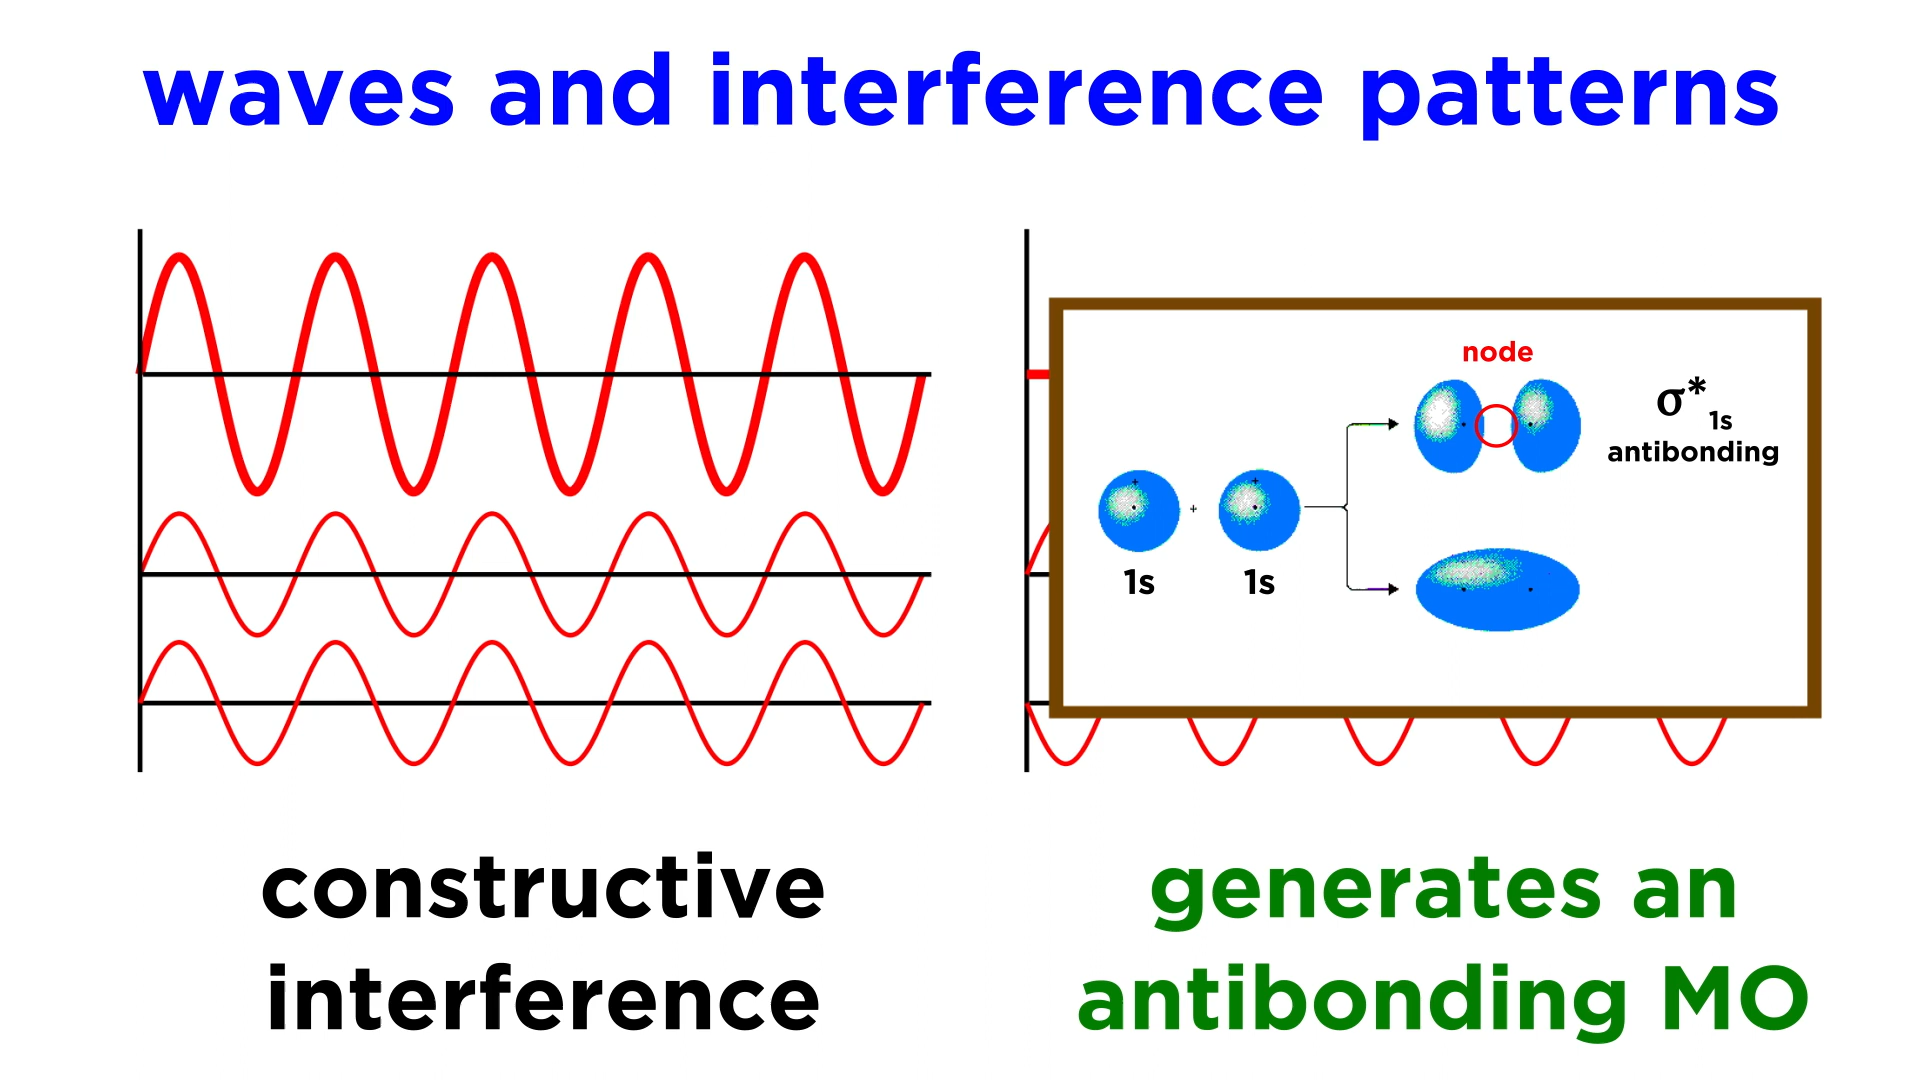 waves and interference patterns
node
σ*1s
antibonding
+
1s
1s
constructive
interference
generates an
antibonding MO